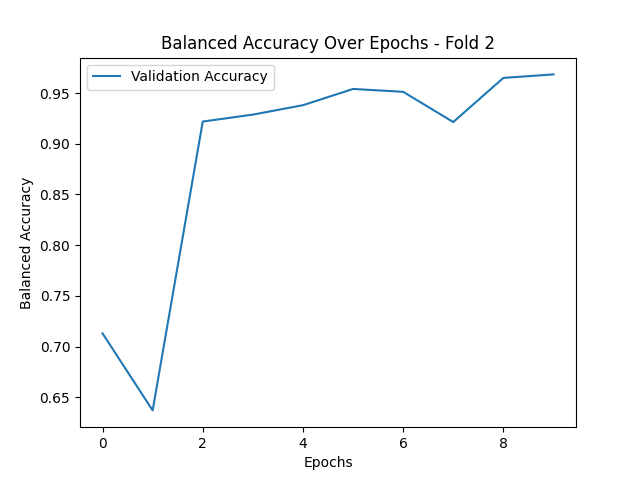 Balanced Accuracy Over Epochs - Fold 2
Validation Accuracy
Balanced Accuracy
0.95
0.90
0.85
0.80
0.75
0.70
0.65
0 2 4 6 8
Epochs